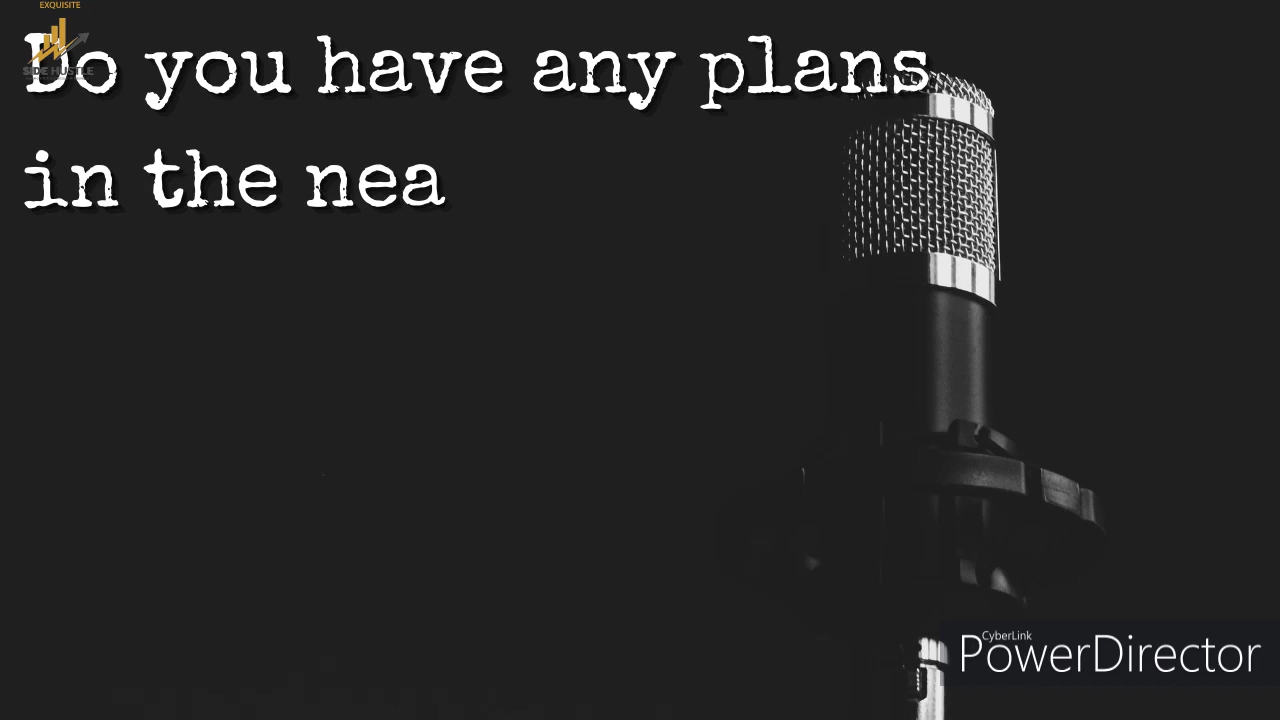 EXQUISITE
SIDE HUSTLE
Do you have any plans
in the nea
CyberLink
PowerDirector